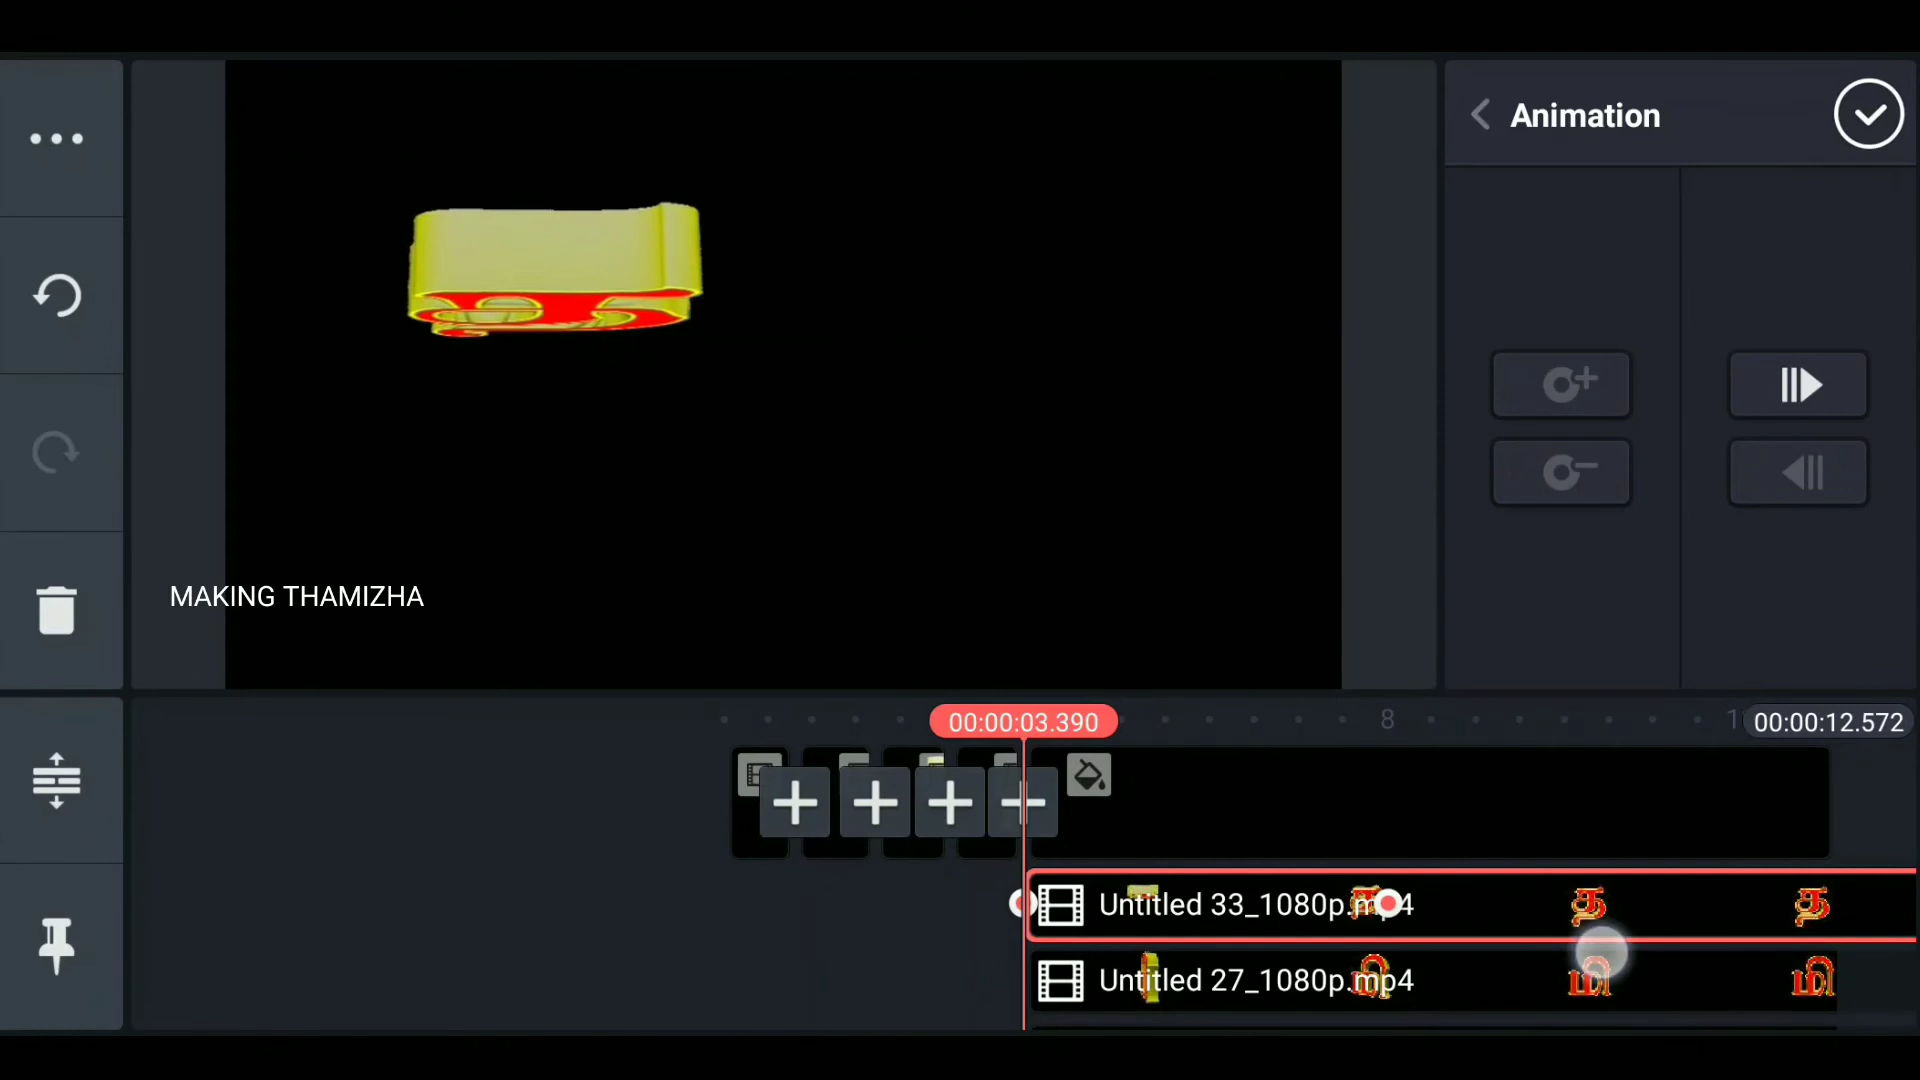 Animation
MAKING THAMIZHA
00:00:03.390
8
00:00:12.572
Untitled 33_1080p.mp4
த
த
Untitled 27_1080p.mp4
மி
மி